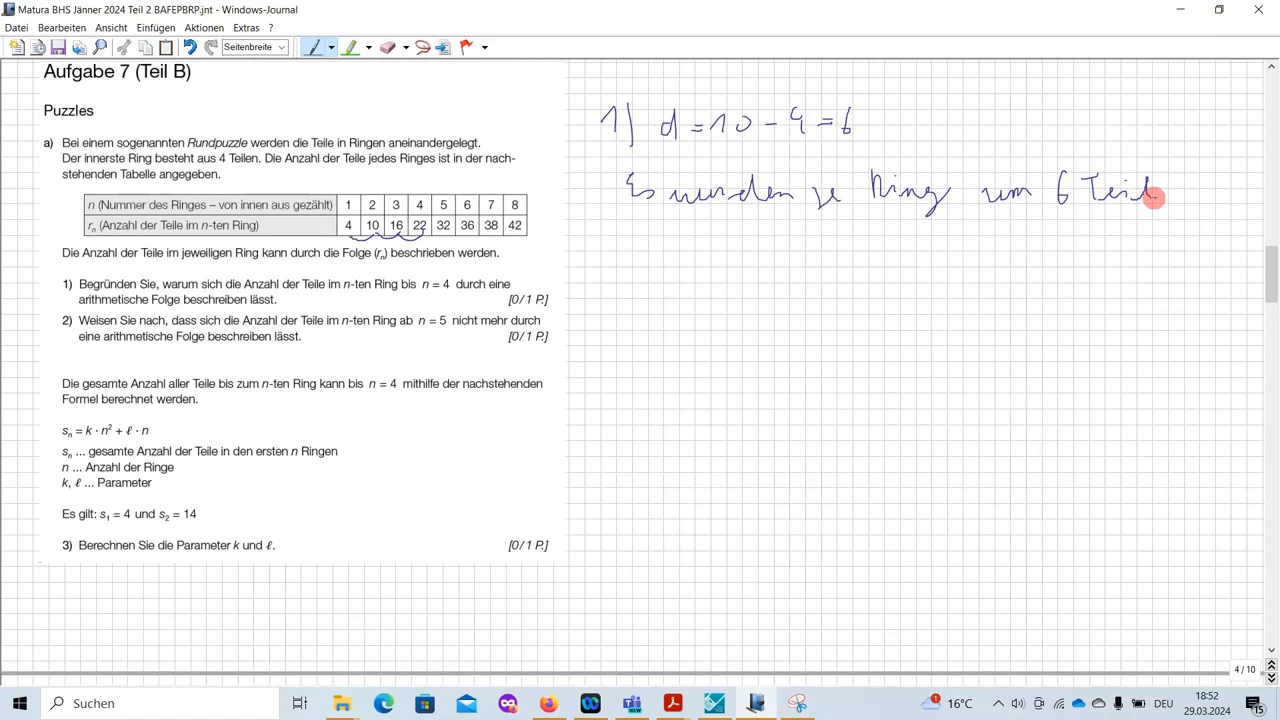 Matura BHS Jänner 2024 Teil 2 BAFEPBRP.jnt - Windows-Journal
Datei Bearbeiten Ansicht Einfügen Aktionen Extras ?
Seitenbreite
Aufgabe 7 (Teil B)
Puzzles
a) Bei einem sogenannten Rundpuzzle werden die Teile in Ringen aneinandergelegt.
Der innerste Ring besteht aus 4 Teilen. Die Anzahl der Teile jedes Ringes ist in der nach-
stehenden Tabelle angegeben.
n (Nummer des Ringes – von innen aus gezählt) 1 2 3 4 5 6 7 8
rn (Anzahl der Teile im n-ten Ring) 4 10 16 22 32 36 38 42
Die Anzahl der Teile im jeweiligen Ring kann durch die Folge (rn) beschrieben werden.
1) Begründen Sie, warum sich die Anzahl der Teile im n-ten Ring bis n = 4 durch eine
arithmetische Folge beschreiben lässt. [0/1 P.]
2) Weisen Sie nach, dass sich die Anzahl der Teile im n-ten Ring ab n = 5 nicht mehr durch
eine arithmetische Folge beschreiben lässt. [0/1 P.]
Die gesamte Anzahl aller Teile bis zum n-ten Ring kann bis n = 4 mithilfe der nachstehenden
Formel berechnet werden.
sn = k · n² + ℓ · n
sn ... gesamte Anzahl der Teile in den ersten n Ringen
n ... Anzahl der Ringe
k, ℓ ... Parameter
Es gilt: s1 = 4 und s2 = 14
3) Berechnen Sie die Parameter k und ℓ. [0/1 P.]
1) d = 10 - 4 = 6
Es wurden je Ring um 6 Teil
4 / 10
Suchen
16°C
DEU
18:52
29.03.2024
15